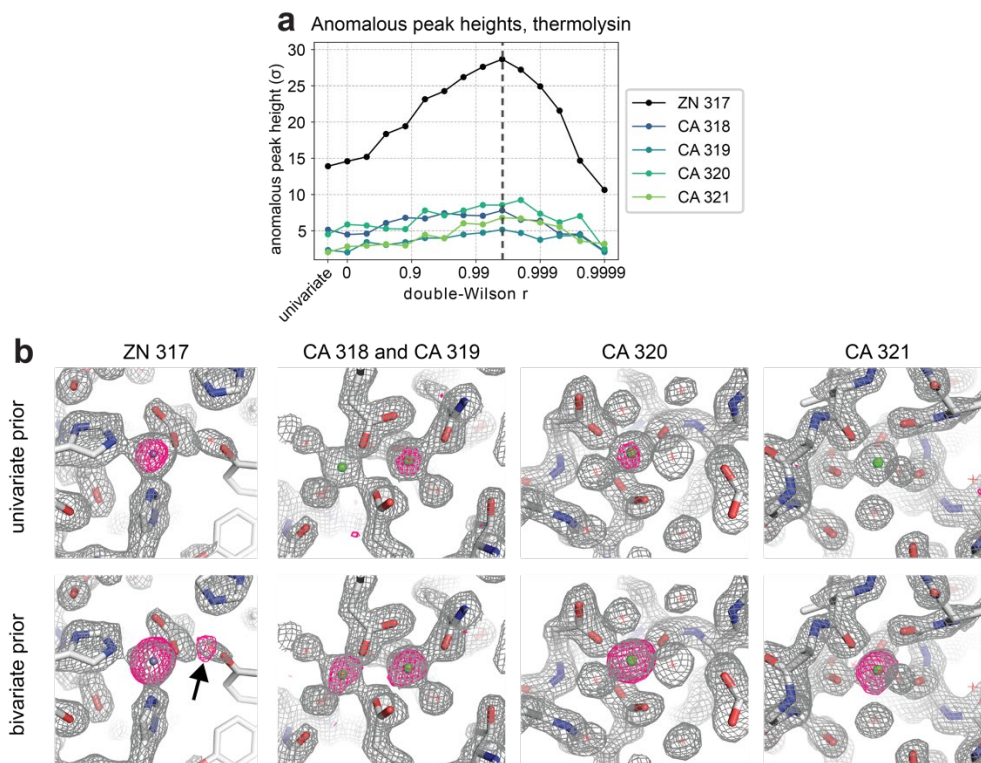 a Anomalous peak heights, thermolysin
anomalous peak height (σ)
30
25
20
15
10
5
univariate
0
0.9
0.99
0.999
0.9999
double-Wilson r
ZN 317
CA 318
CA 319
CA 320
CA 321
b
ZN 317
CA 318 and CA 319
CA 320
CA 321
univariate prior
bivariate prior